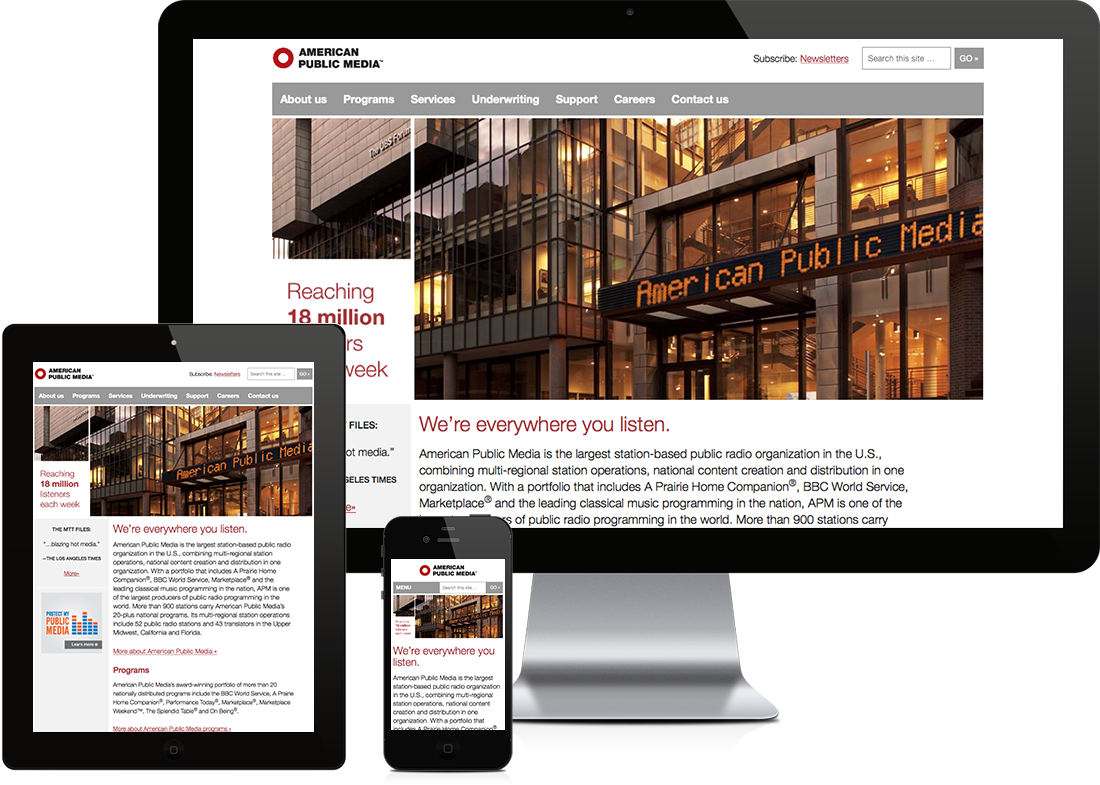 AMERICAN
PUBLIC MEDIA™
Subscribe: Newsletters
Search this site ...
GO »
About us Programs Services Underwriting Support Careers Contact us
The UBS Forum
American Public Media
Reaching
18 million
rs
week
FILES:
ot media.”
GELES TIMES
e»
We’re everywhere you listen.
American Public Media is the largest station-based public radio organization in the U.S.,
combining multi-regional station operations, national content creation and distribution in one
organization. With a portfolio that includes A Prairie Home Companion®, BBC World Service,
Marketplace® and the leading classical music programming in the nation, APM is one of the
rs of public radio programming in the world. More than 900 stations carry
AMERICAN
PUBLIC MEDIA™
Subscribe: Newsletters
Search this site ...
GO »
About us Programs Services Underwriting Support Careers Contact us
American Public Media
Reaching
18 million
listeners
each week
THE MTT FILES:
“...blazing hot media.”
—THE LOS ANGELES TIMES
More»
PROTECT MY
PUBLIC
MEDIA
Learn more
We’re everywhere you listen.
American Public Media is the largest station-based public radio
organization in the U.S., combining multi-regional station
operations, national content creation and distribution in one
organization. With a portfolio that includes A Prairie Home
Companion®, BBC World Service, Marketplace® and the
leading classical music programming in the nation, APM is one
of the largest producers of public radio programming in the
world. More than 900 stations carry American Public Media’s
20-plus national programs. Its multi-regional station operations
include 52 public radio stations and 43 translators in the Upper
Midwest, California and Florida.
More about American Public Media »
Programs
American Public Media’s award-winning portfolio of more than 20
nationally distributed programs include the BBC World Service, A Prairie
Home Companion®, Performance Today®, Marketplace®, Marketplace
Weekend™, The Splendid Table® and On Being®.
More about American Public Media programs »
AMERICAN
PUBLIC MEDIA™
MENU
Search this site ...
GO »
Reaching
18 million
listeners
each week
American Public Media
We’re everywhere you
listen.
American Public Media is the largest
station-based public radio organization
in the U.S., combining multi-regional
station operations, national content
creation and distribution in one
organization. With a portfolio that
includes A Prairie Home Companion®